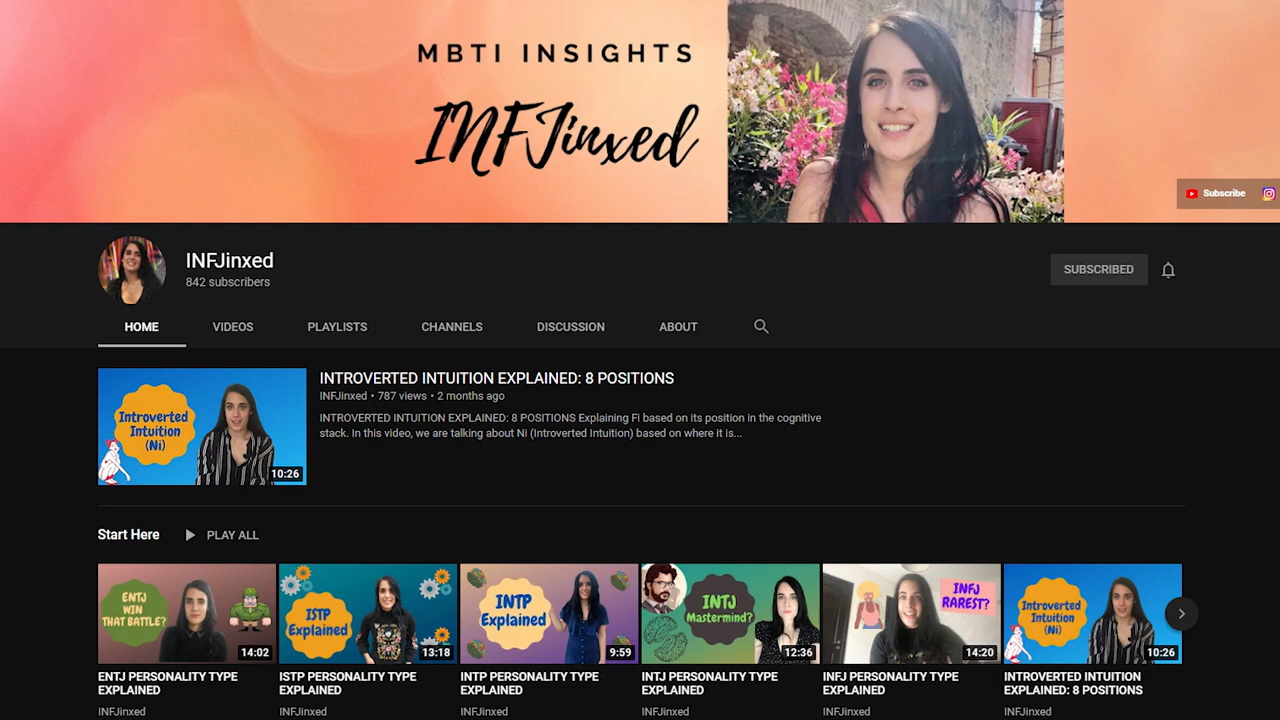 MBTI INSIGHTS
INFJinxed
Subscribe
INFJinxed
842 subscribers
SUBSCRIBED
HOME VIDEOS PLAYLISTS CHANNELS DISCUSSION ABOUT
Introverted
Intuition
(Ni)
10:26
INTROVERTED INTUITION EXPLAINED: 8 POSITIONS
INFJinxed • 787 views • 2 months ago
INTROVERTED INTUITION EXPLAINED: 8 POSITIONS Explaining Fi based on its position in the cognitive
stack. In this video, we are talking about Ni (Introverted Intuition) based on where it is...
Start Here PLAY ALL
ENTJ
WIN
THAT BATTLE?
14:02
ENTJ PERSONALITY TYPE
EXPLAINED
INFJinxed
ISTP
Explained
13:18
ISTP PERSONALITY TYPE
EXPLAINED
INFJinxed
INTP
Explained
9:59
INTP PERSONALITY TYPE
EXPLAINED
INFJinxed
INTJ
Mastermind?
12:36
INTJ PERSONALITY TYPE
EXPLAINED
INFJinxed
INFJ
RAREST?
14:20
INFJ PERSONALITY TYPE
EXPLAINED
INFJinxed
Introverted
Intuition
(Ni)
10:26
INTROVERTED INTUITION
EXPLAINED: 8 POSITIONS
INFJinxed